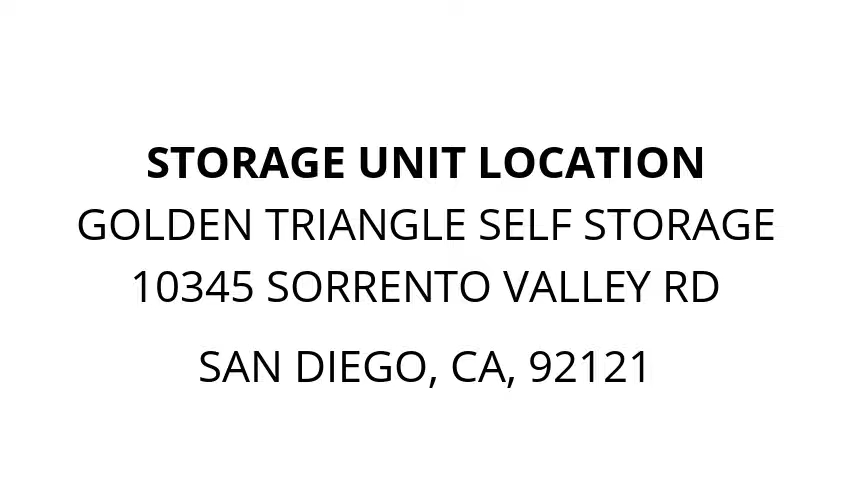 STORAGE UNIT LOCATION
GOLDEN TRIANGLE SELF STORAGE
10345 SORRENTO VALLEY RD
SAN DIEGO, CA, 92121